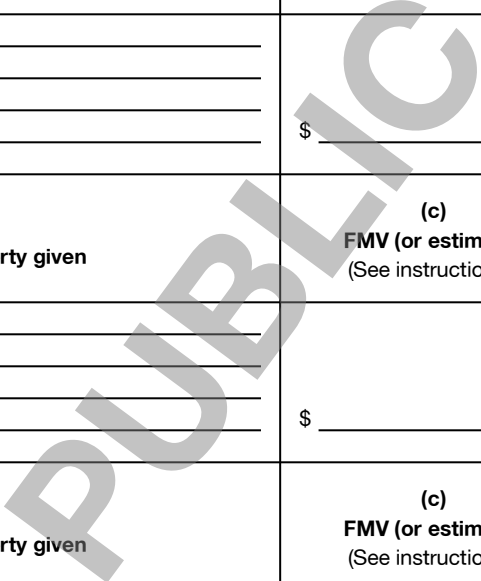 $
(c)
rty given
FMV (or estim
(See instructio
$
(c)
rty given
FMV (or estim
(See instructio
PUBLIC